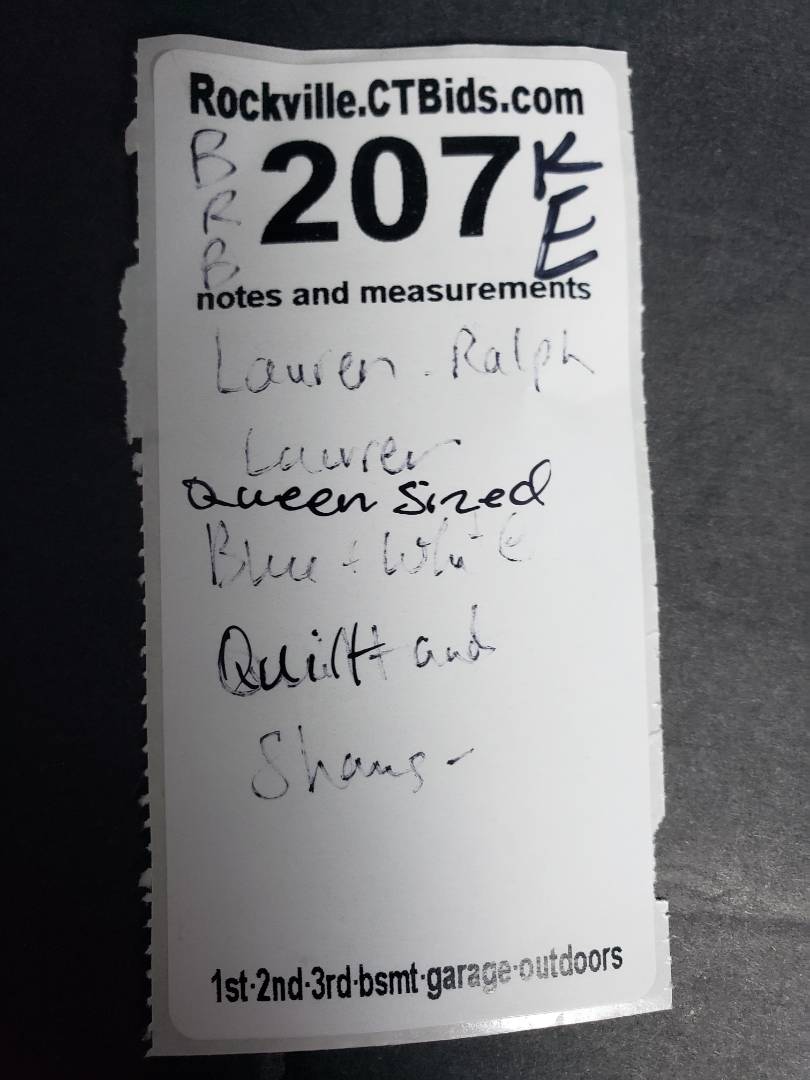 Rockville.CTBids.com
B
R
B
207
K
E
notes and measurements
Lauren - Ralph
Lauren
Queen Sized
Blue + White
Quilt and
Shams -
1st·2nd·3rd·bsmt·garage·outdoors